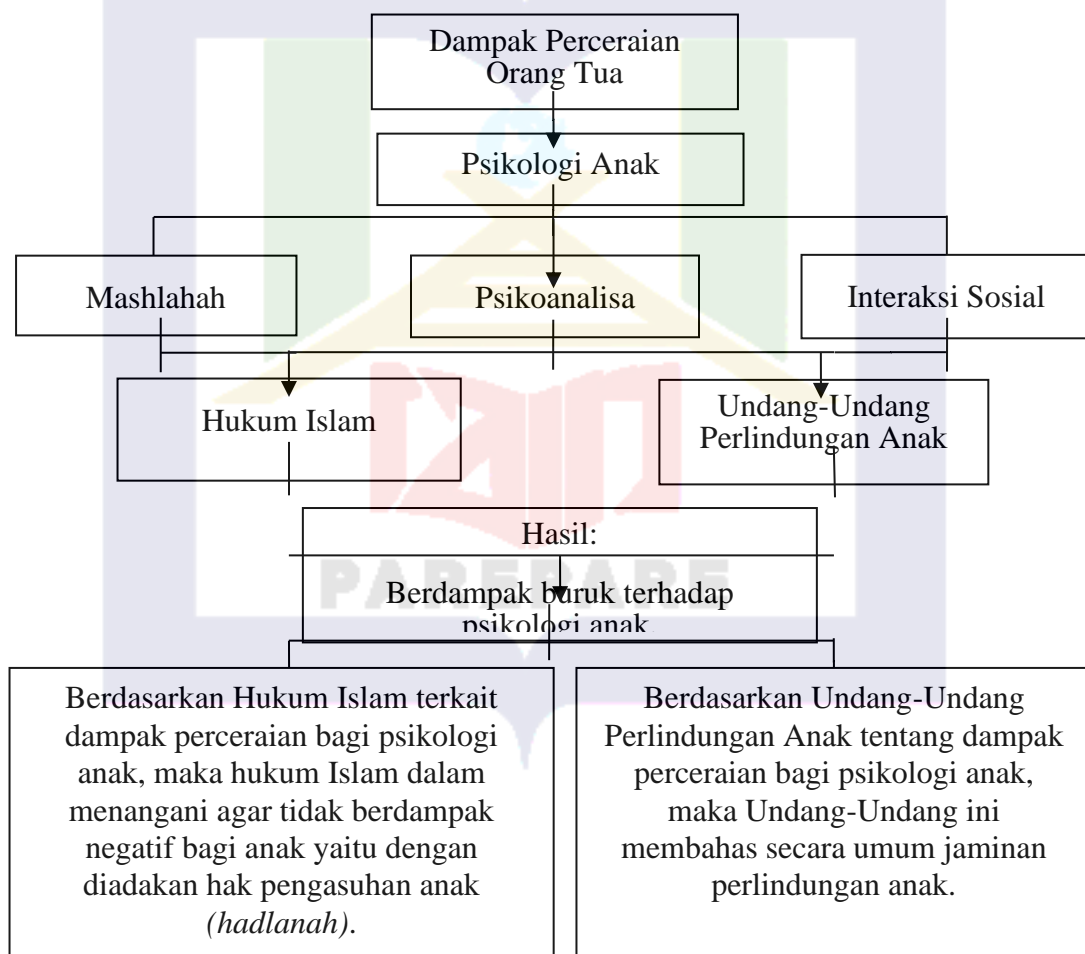 Dampak Perceraian
Orang Tua
Psikologi Anak
Mashlahah
Psikoanalisa
Interaksi Sosial
Hukum Islam
Undang-Undang
Perlindungan Anak
Hasil:
PAREPARE
Berdampak buruk terhadap
psikologi anak
Berdasarkan Hukum Islam terkait
dampak perceraian bagi psikologi
anak, maka hukum Islam dalam
menangani agar tidak berdampak
negatif bagi anak yaitu dengan
diadakan hak pengasuhan anak
(hadlanah).
Berdasarkan Undang-Undang
Perlindungan Anak tentang dampak
perceraian bagi psikologi anak,
maka Undang-Undang ini
membahas secara umum jaminan
perlindungan anak.